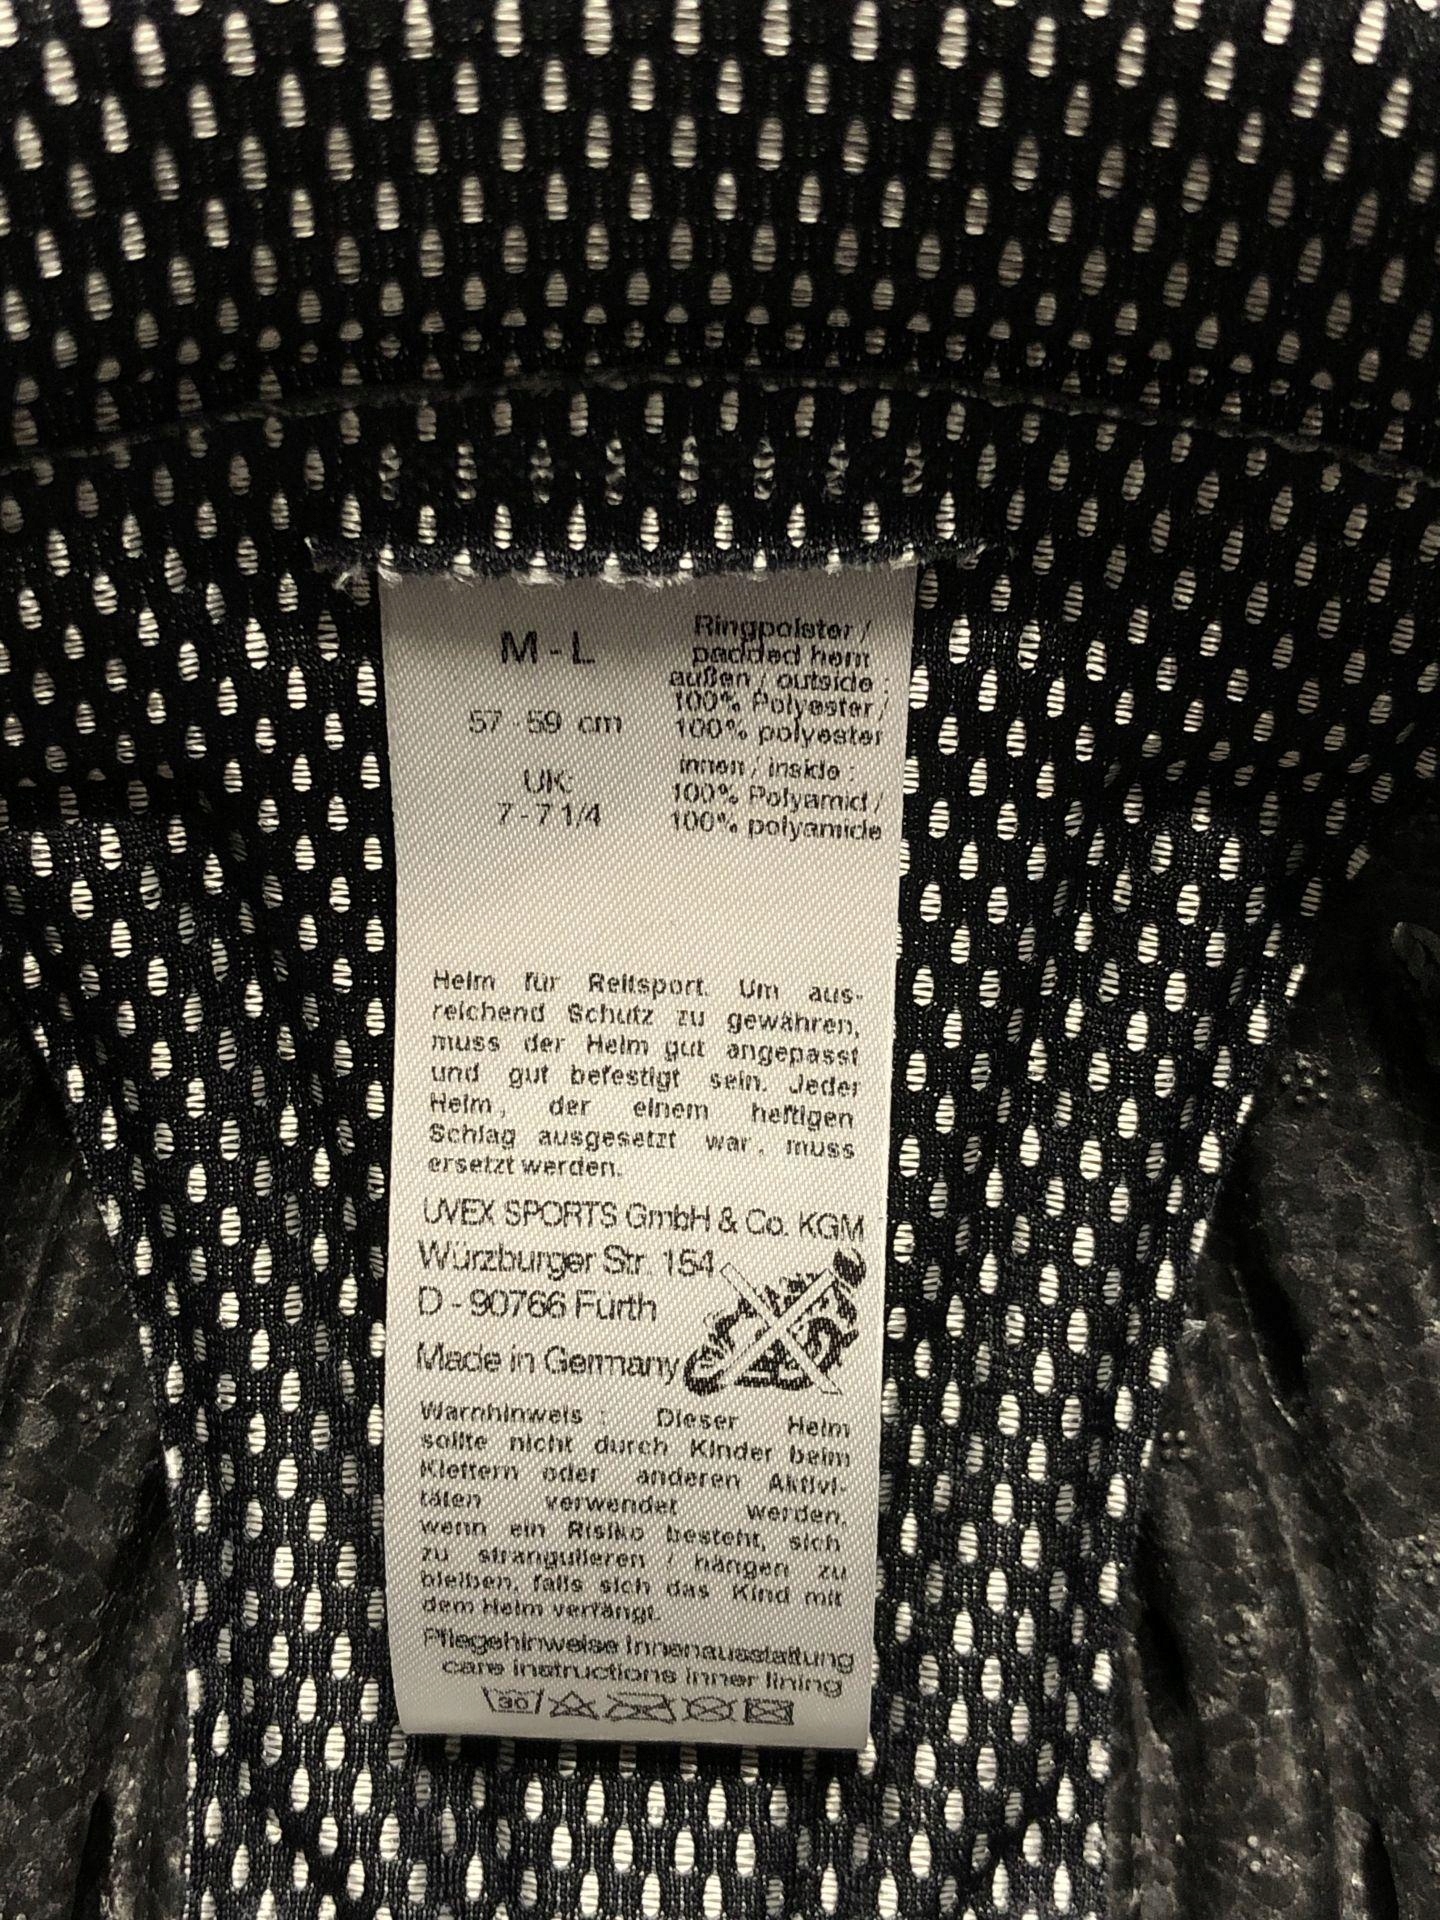 M - L
57 - 59 cm
UK:
7 - 7 1/4
Ringpolster /
padded hem
außen / outside :
100% Polyester /
100% polyester
innen / inside :
100% Polyamid /
100% polyamide
Helm für Reitsport. Um aus-
reichend Schutz zu gewähren,
muss der Helm gut angepasst
und gut befestigt sein. Jeder
Helm, der einem heftigen
Schlag ausgesetzt war, muss
ersetzt werden.
UVEX SPORTS GmbH & Co. KGM
Würzburger Str. 154
D - 90766 Fürth
Made in Germany
Warnhinweis : Dieser Helm
sollte nicht durch Kinder beim
Klettern oder anderen Aktivi-
täten verwendet werden,
wenn ein Risiko besteht, sich
zu strangulieren / hängen zu
bleiben, falls sich das Kind mit
dem Helm verfängt.
Pflegehinweise Innenausstattung
care instructions inner lining
30